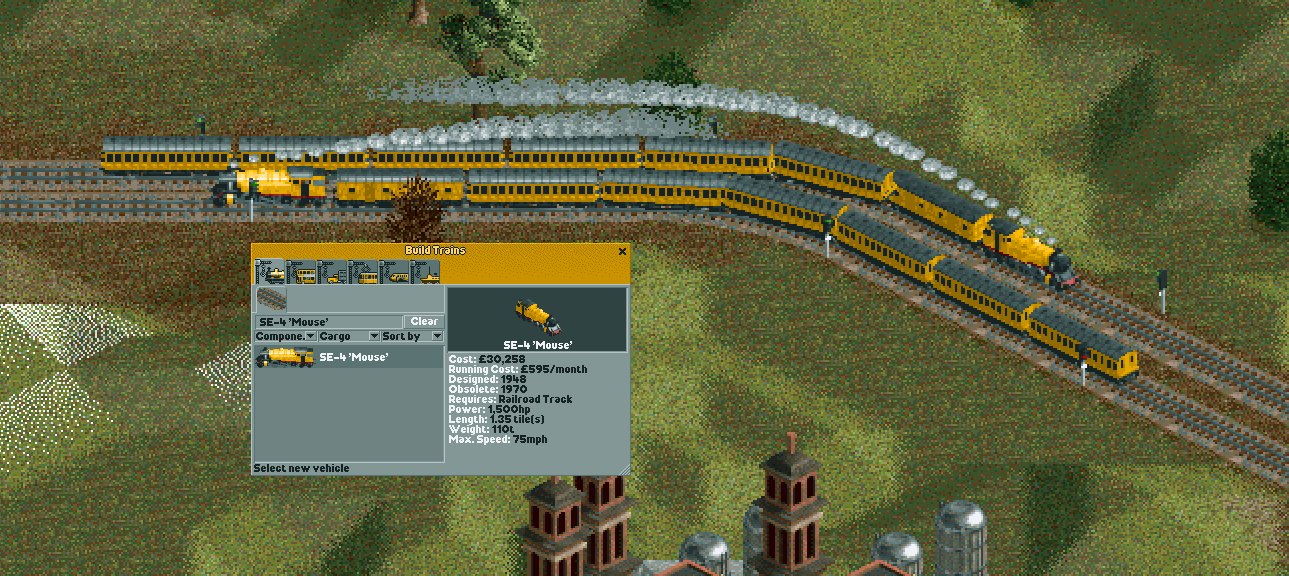 Build Trains
SE-4 'Mouse'
Clear
Compone.
Cargo
Sort by
SE-4 'Mouse'
SE-4 'Mouse'
Cost: £30,258
Running Cost: £595/month
Designed: 1948
Obsolete: 1970
Requires: Railroad Track
Power: 1,500hp
Length: 1.35 tile(s)
Weight: 110t
Max. Speed: 75mph
Select new vehicle